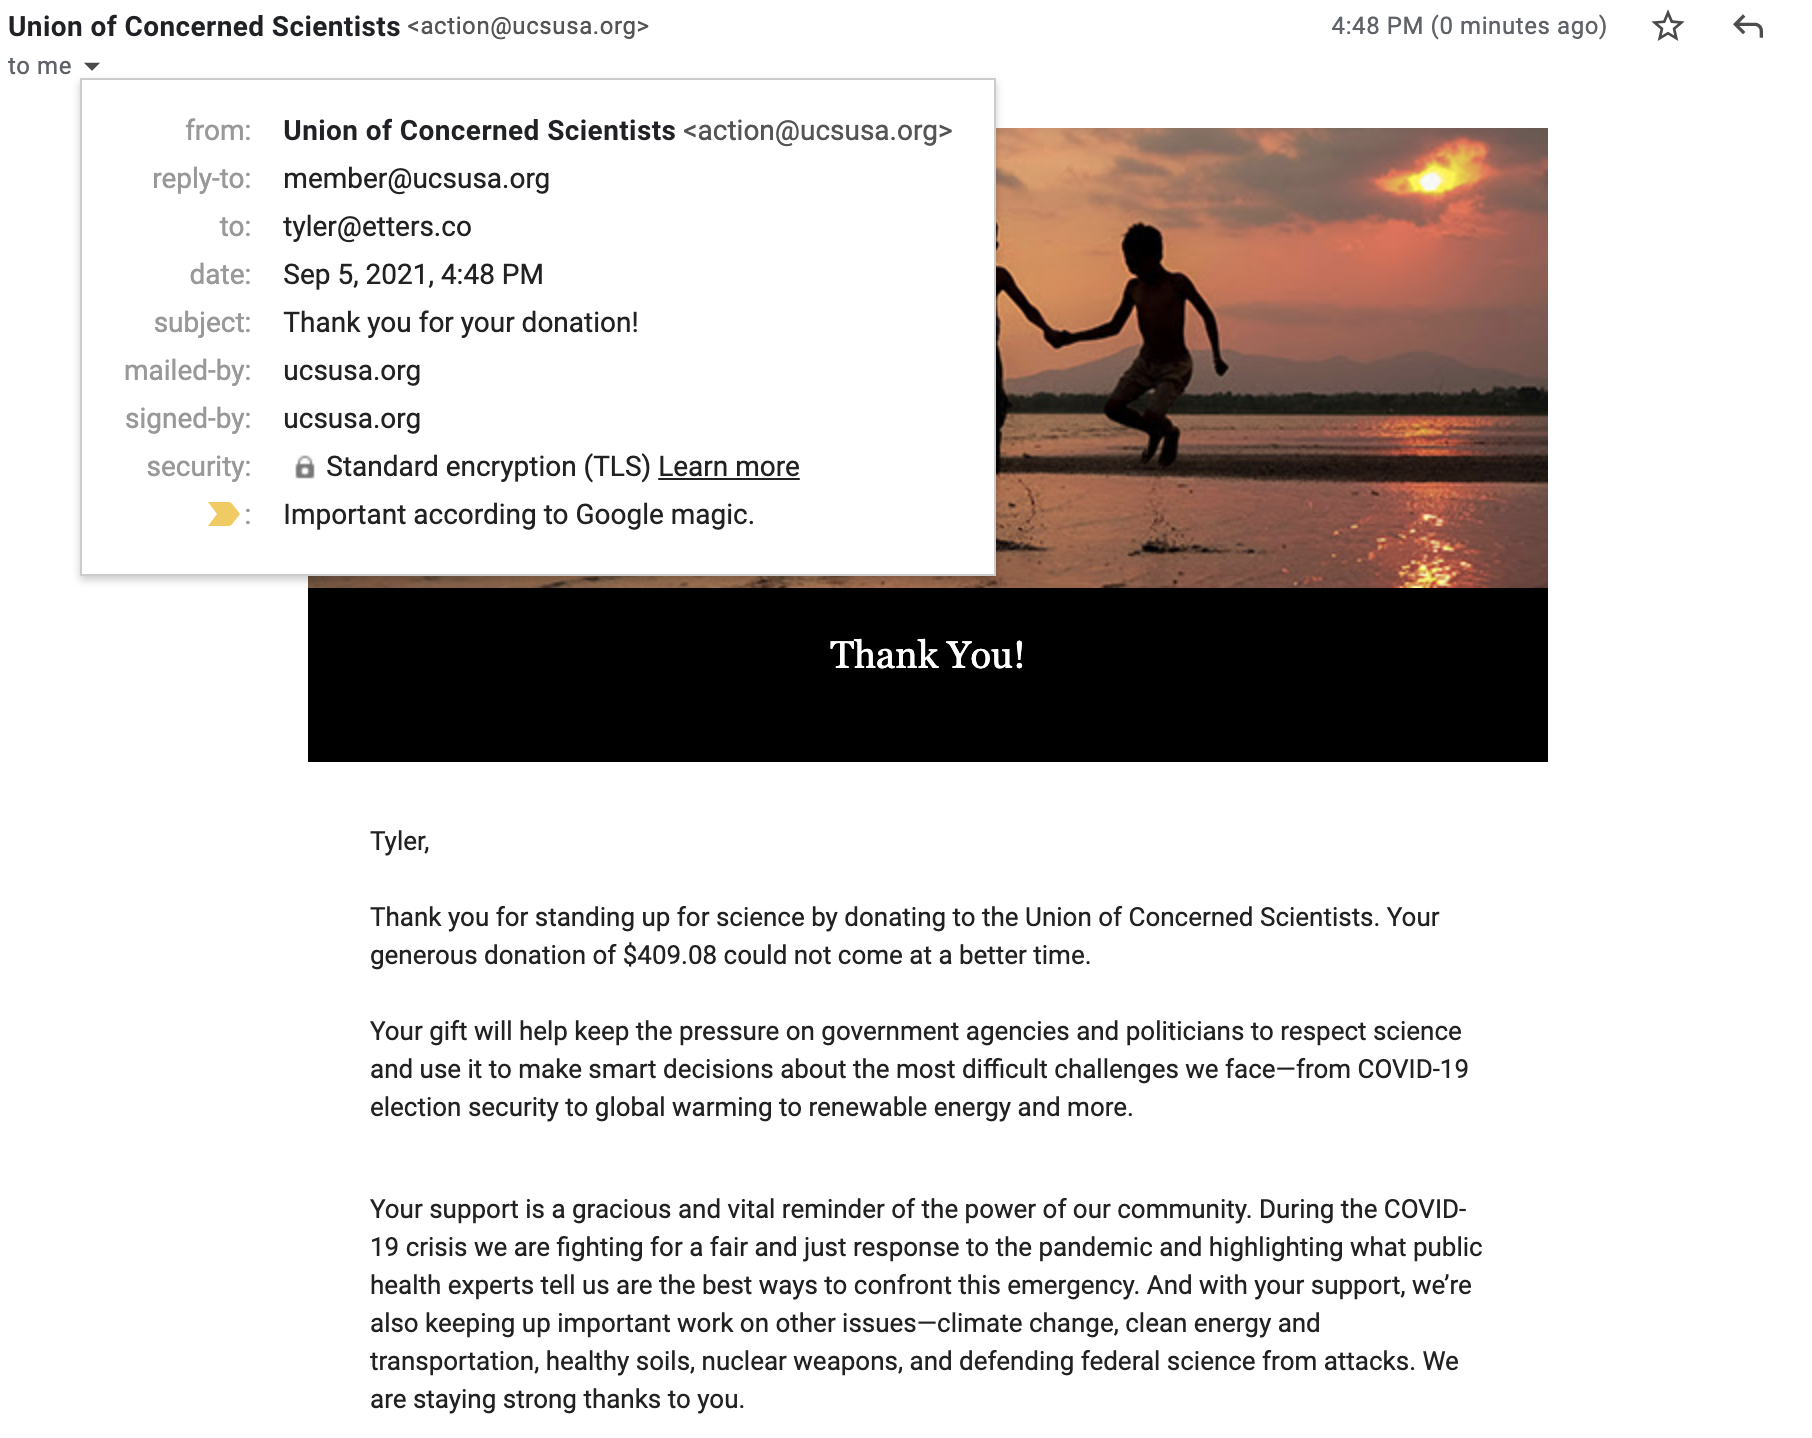 Union of Concerned Scientists <action@ucsusa.org>
4:48 PM (0 minutes ago)
to me
from: Union of Concerned Scientists <action@ucsusa.org>
reply-to: member@ucsusa.org
to: tyler@etters.co
date: Sep 5, 2021, 4:48 PM
subject: Thank you for your donation!
mailed-by: ucsusa.org
signed-by: ucsusa.org
security: Standard encryption (TLS) Learn more
: Important according to Google magic.
Thank You!
Tyler,
Thank you for standing up for science by donating to the Union of Concerned Scientists. Your
generous donation of $409.08 could not come at a better time.
Your gift will help keep the pressure on government agencies and politicians to respect science
and use it to make smart decisions about the most difficult challenges we face—from COVID-19
election security to global warming to renewable energy and more.
Your support is a gracious and vital reminder of the power of our community. During the COVID-
19 crisis we are fighting for a fair and just response to the pandemic and highlighting what public
health experts tell us are the best ways to confront this emergency. And with your support, we’re
also keeping up important work on other issues—climate change, clean energy and
transportation, healthy soils, nuclear weapons, and defending federal science from attacks. We
are staying strong thanks to you.